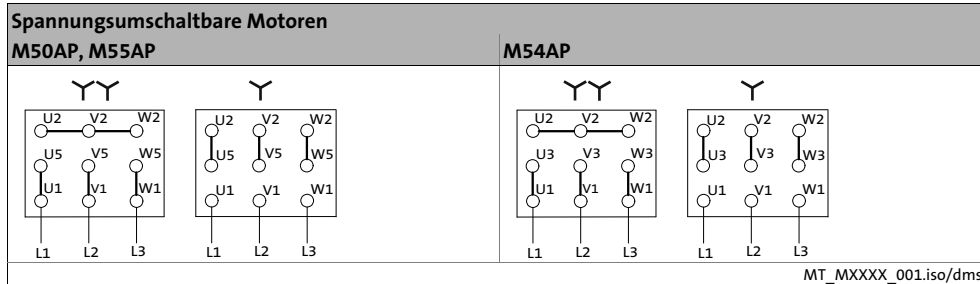 Spannungsumschaltbare Motoren
M50AP, M55AP M54AP
U2 V2 W2 U2 V2 W2 U2 V2 W2 U2 V2 W2
U5 V5 W5 U5 V5 W5 U3 V3 W3 U3 V3 W3
U1 V1 W1 U1 V1 W1 U1 V1 W1 U1 V1 W1
L1 L2 L3 L1 L2 L3 L1 L2 L3 L1 L2 L3
MT_MXXXX_001.iso/dms